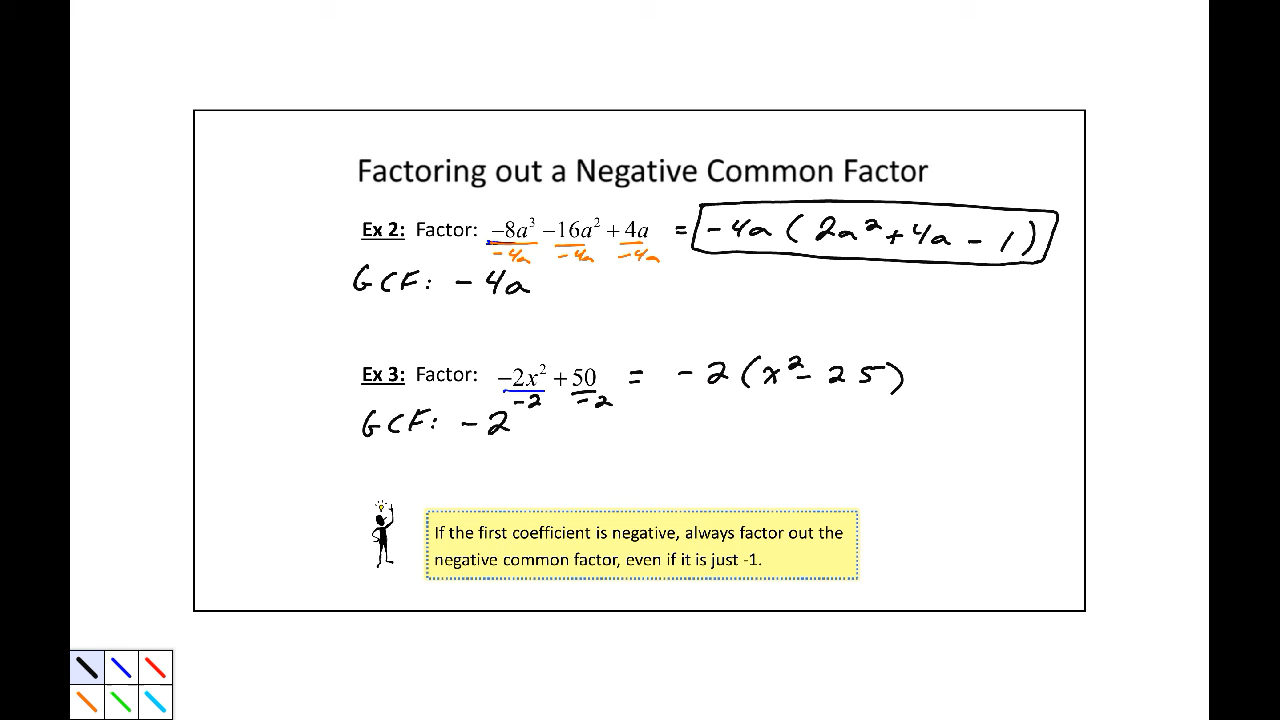 Factoring out a Negative Common Factor
Ex 2: Factor: −8a³ −16a² + 4a = −4a ( 2a² + 4a − 1 )
−4a −4a −4a
GCF: −4a
Ex 3: Factor: −2x² + 50 = −2 ( x² − 25 )
−2 −2
GCF: −2
If the first coefficient is negative, always factor out the
negative common factor, even if it is just -1.